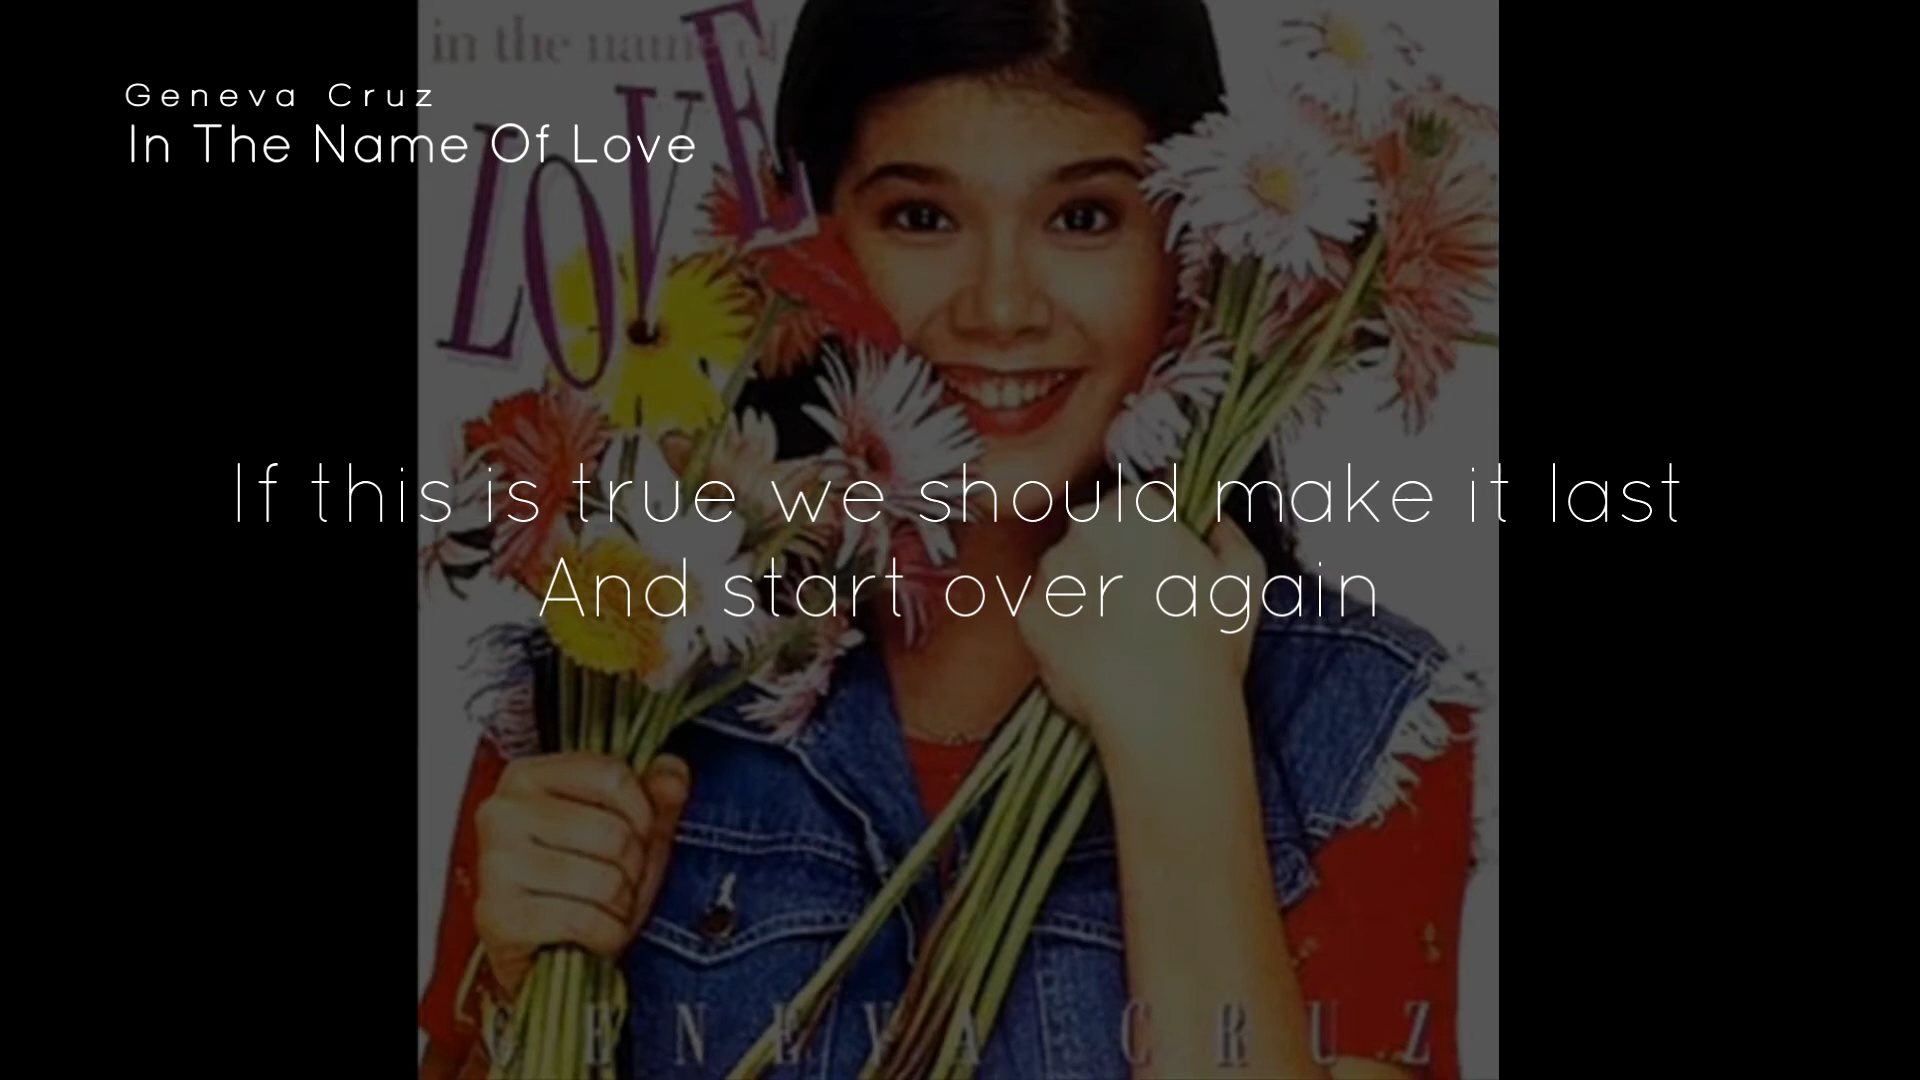 in the name of
LOVE
Geneva Cruz
In The Name Of Love
If this is true we should make it last
And start over again
GENEVA CRUZ